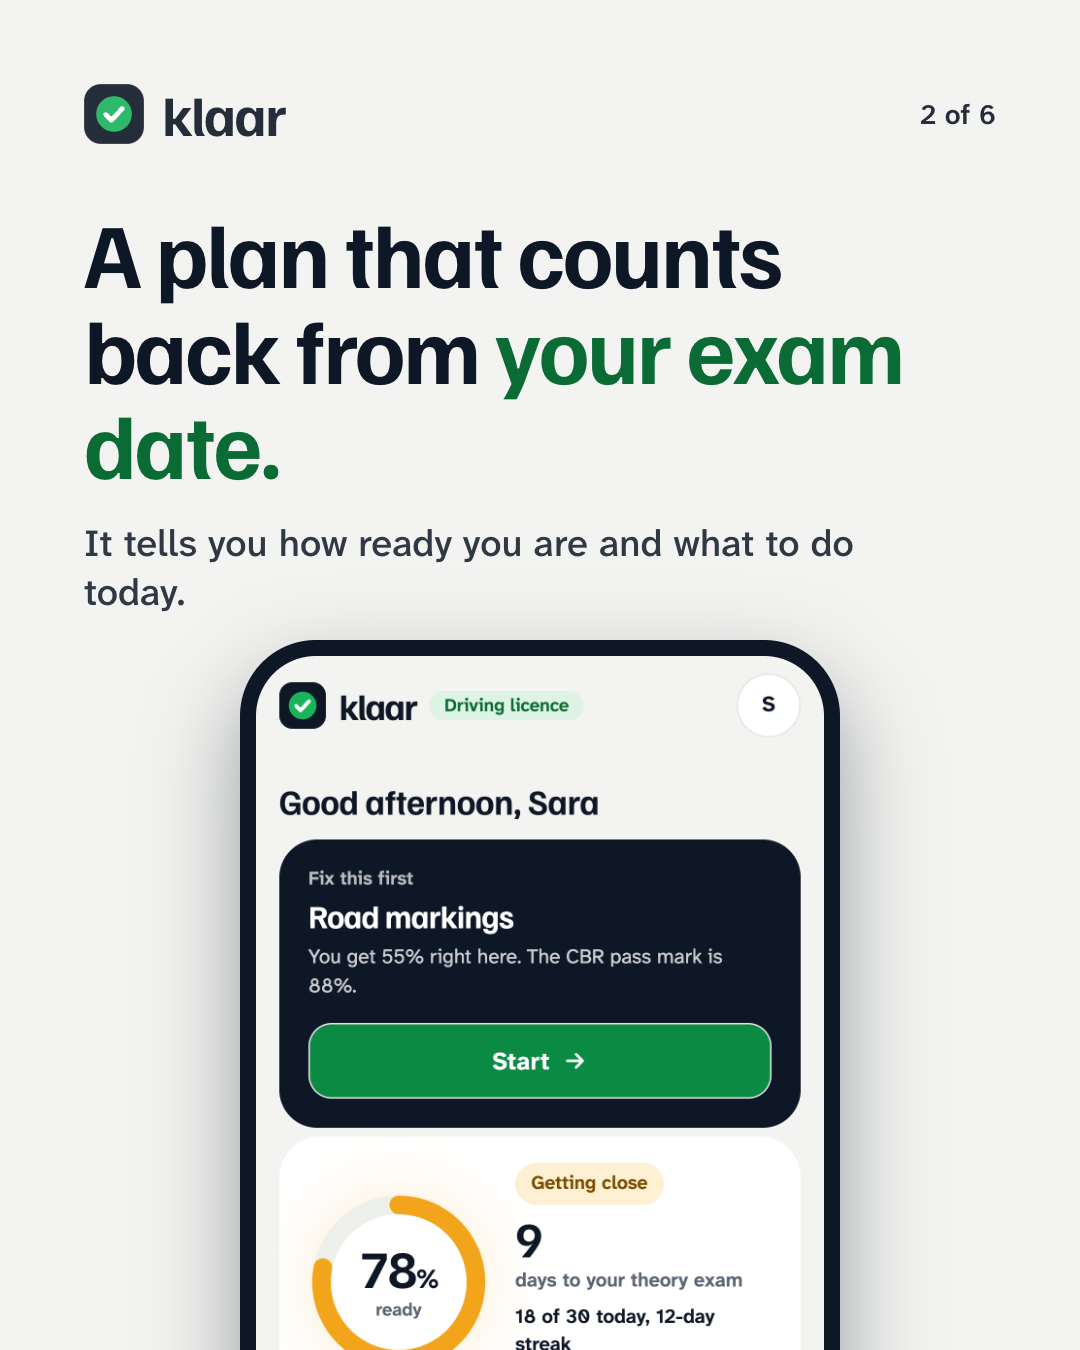 klaar
2 of 6
A plan that counts
back from your exam
date.
It tells you how ready you are and what to do
today.
klaar
Driving licence
S
Good afternoon, Sara
Fix this first
Road markings
You get 55% right here. The CBR pass mark is
88%.
Start →
Getting close
9
days to your theory exam
18 of 30 today, 12-day
streak
78%
ready